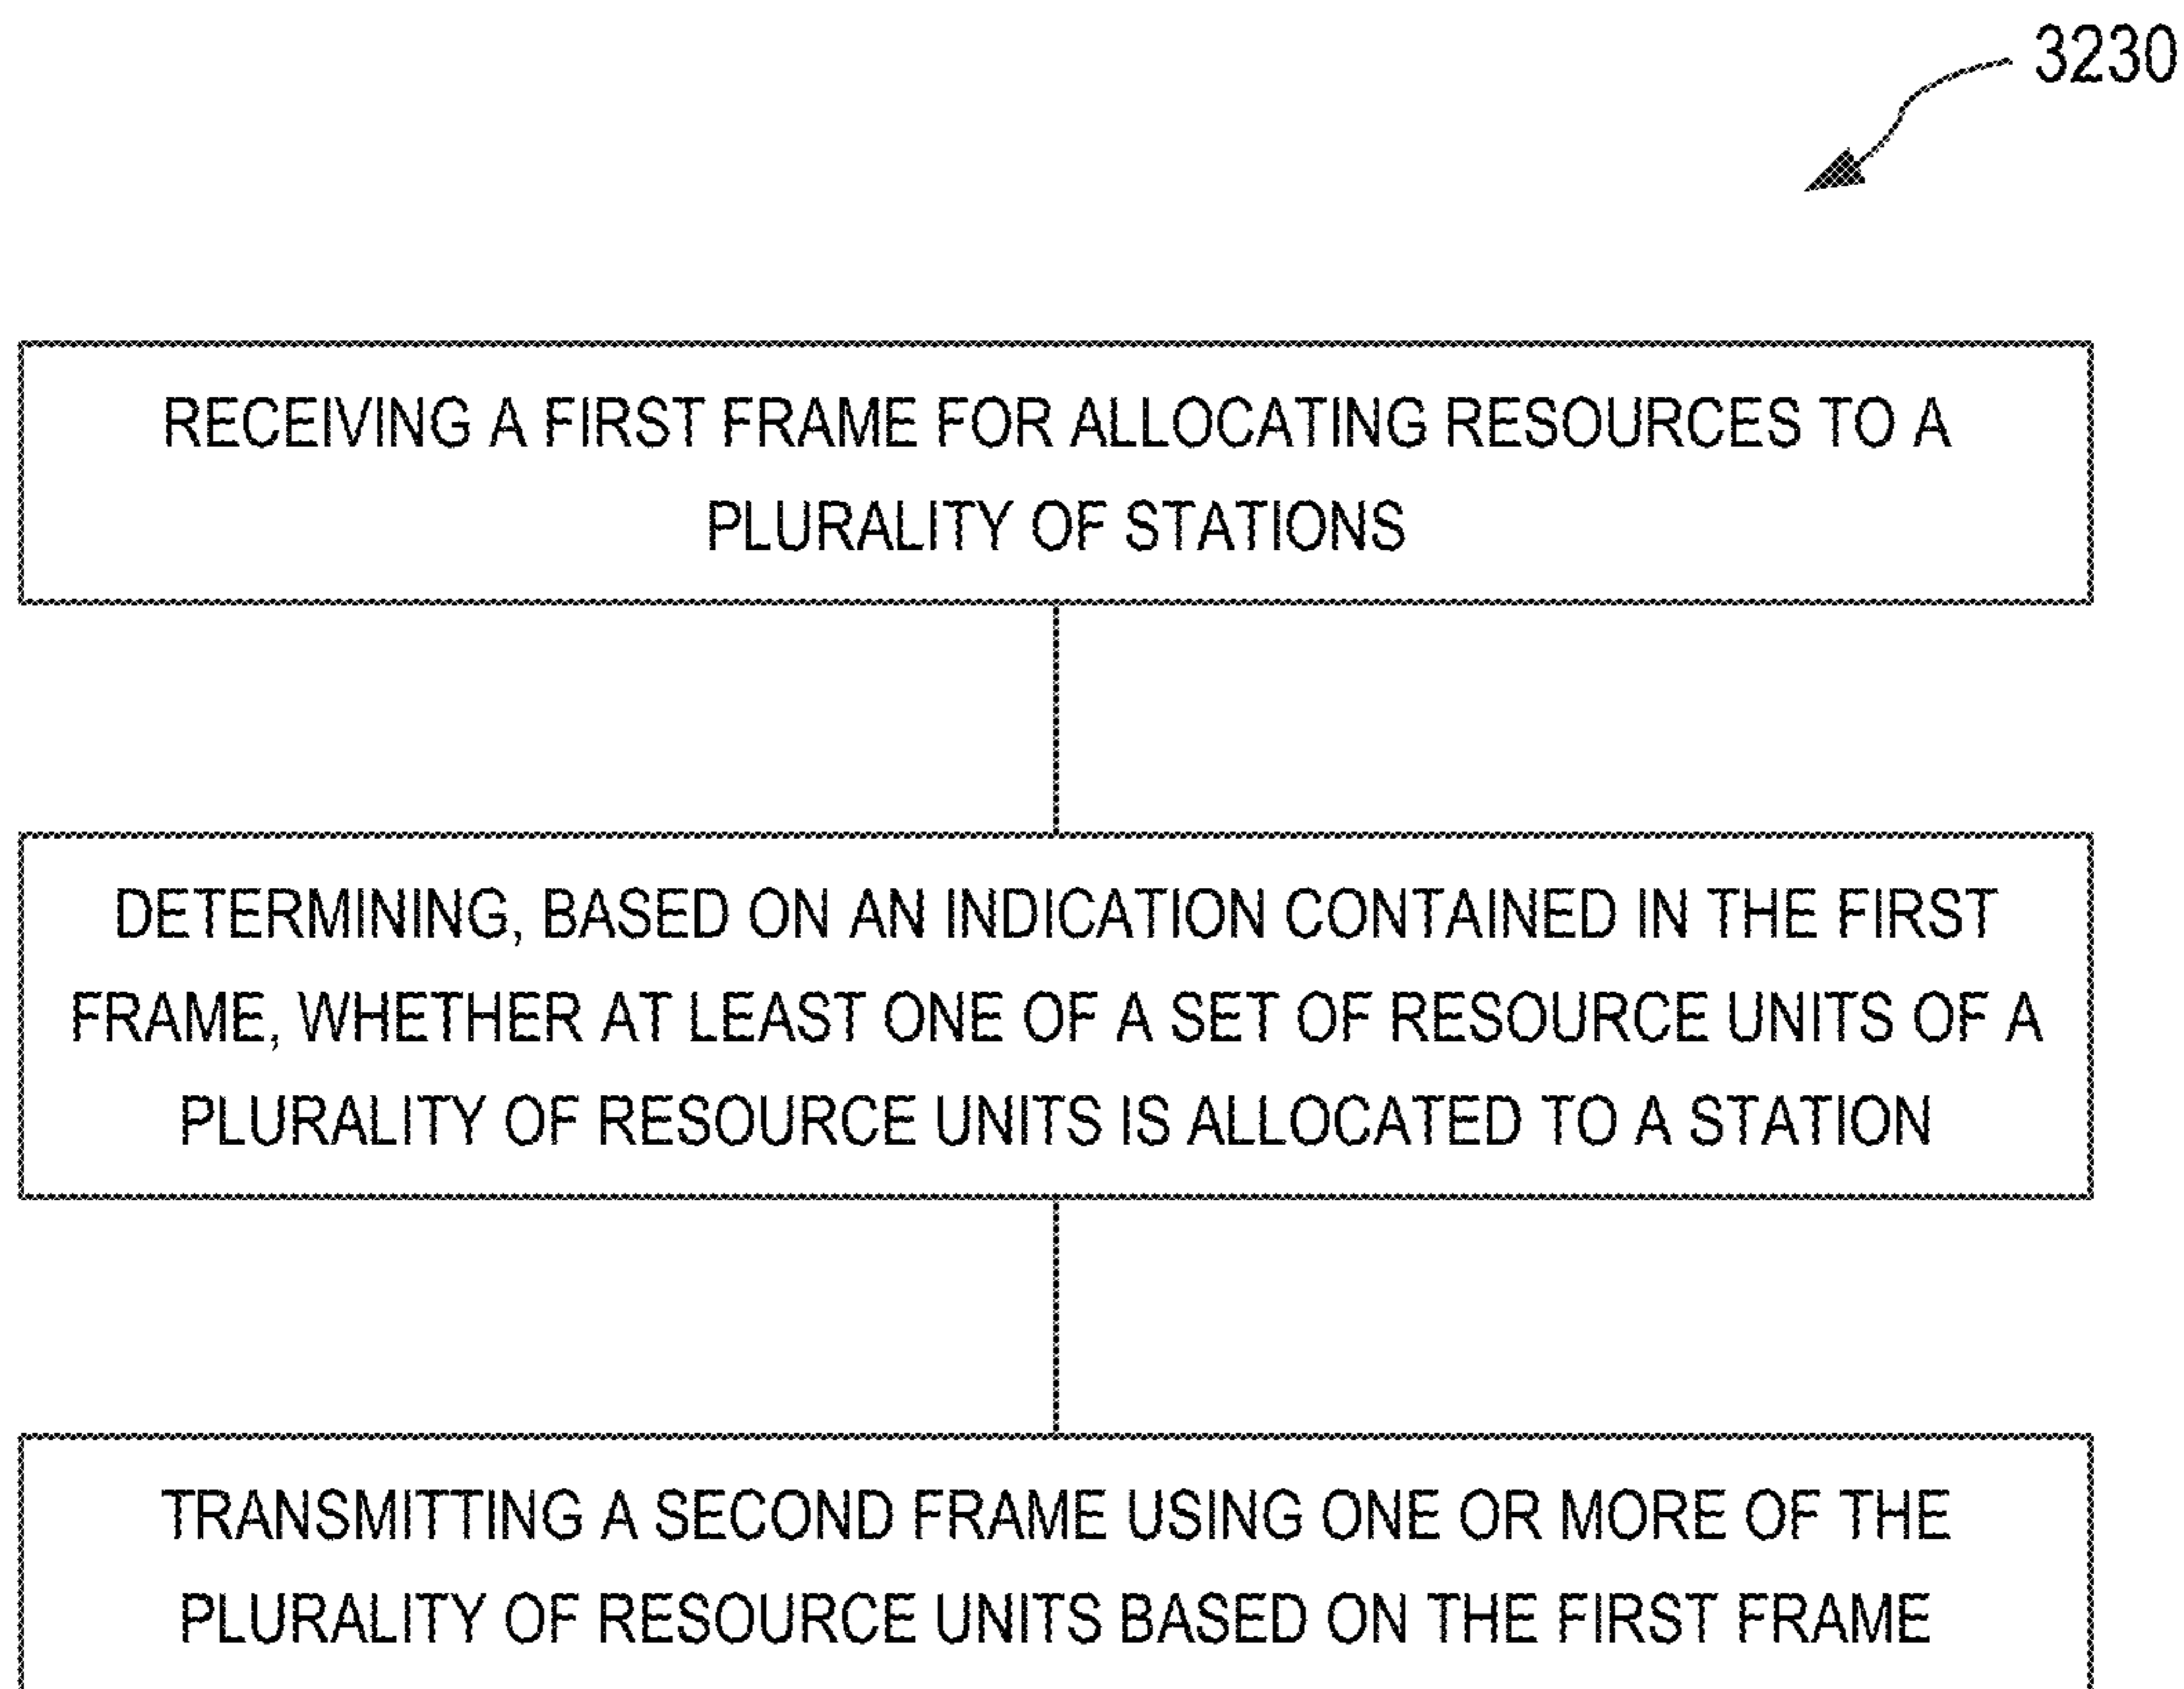 3230
RECEIVING A FIRST FRAME FOR ALLOCATING RESOURCES TO A
PLURALITY OF STATIONS
DETERMINING, BASED ON AN INDICATION CONTAINED IN THE FIRST
FRAME, WHETHER AT LEAST ONE OF A SET OF RESOURCE UNITS OF A
PLURALITY OF RESOURCE UNITS IS ALLOCATED TO A STATION
TRANSMITTING A SECOND FRAME USING ONE OR MORE OF THE
PLURALITY OF RESOURCE UNITS BASED ON THE FIRST FRAME